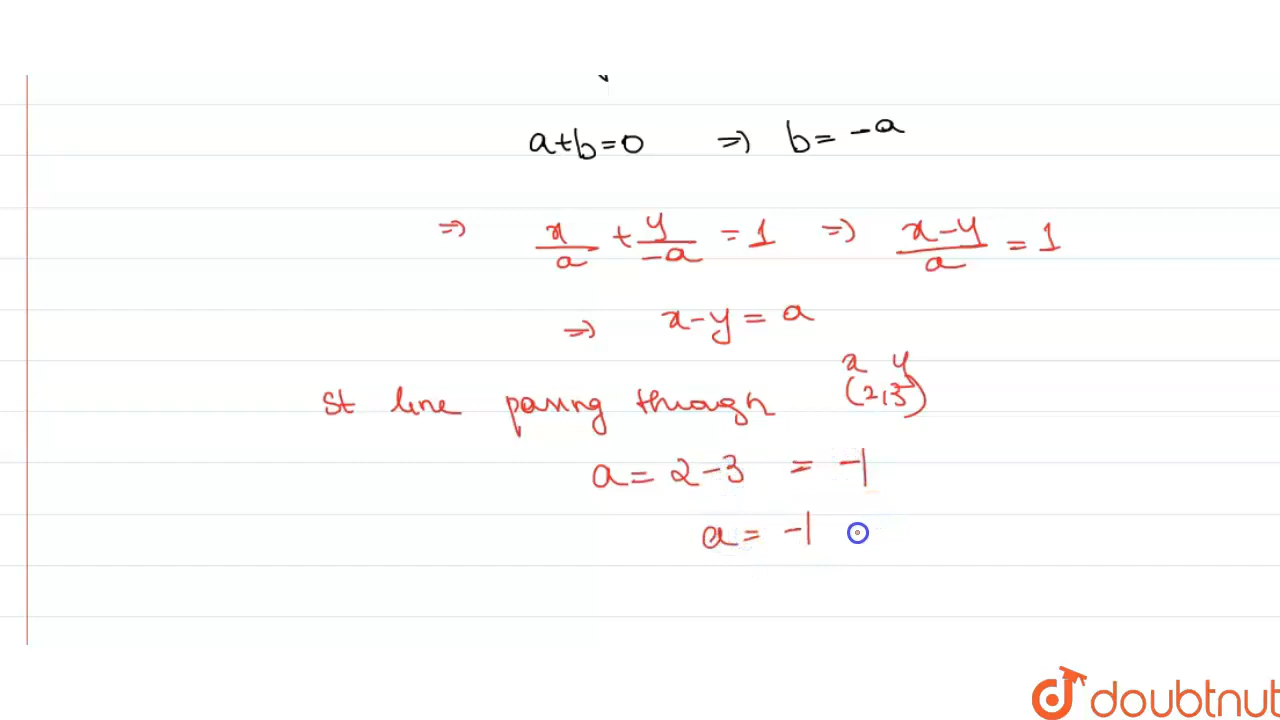 a+b=0 ⇒ b=-a
⇒ x/a + y/-a = 1 ⇒ x-y/a = 1
⇒ x-y = a
x y
St line passing through (2,3)
a = 2-3 = -1
a = -1
doubtnut